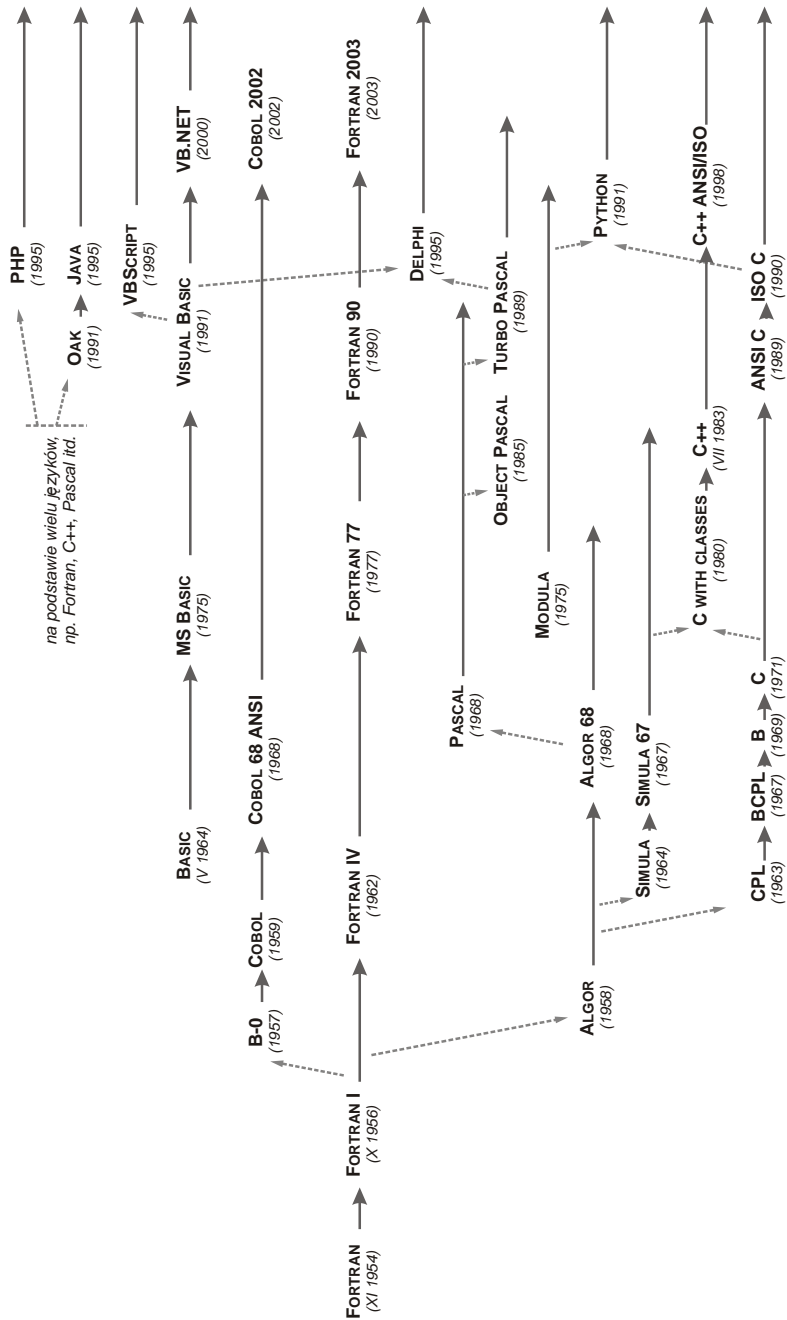 PHP
(1995)
na podstawie wielu języków,
np. Fortran, C++, Pascal itd.
OAK
(1991)
JAVA
(1995)
VBSCRIPT
(1995)
BASIC
(V 1964)
MS BASIC
(1975)
VISUAL BASIC
(1991)
VB.NET
(2000)
B-0
(1957)
COBOL
(1959)
COBOL 68 ANSI
(1968)
COBOL 2002
(2002)
FORTRAN
(XI 1954)
FORTRAN I
(X 1956)
FORTRAN IV
(1962)
FORTRAN 77
(1977)
FORTRAN 90
(1990)
FORTRAN 2003
(2003)
DELPHI
(1995)
PASCAL
(1968)
OBJECT PASCAL
(1985)
TURBO PASCAL
(1989)
MODULA
(1975)
PYTHON
(1991)
ALGOR
(1958)
ALGOR 68
(1968)
SIMULA
(1964)
SIMULA 67
(1967)
C WITH CLASSES
(1980)
C++
(VII 1983)
C++ ANSI/ISO
(1998)
CPL
(1963)
BCPL
(1967)
B
(1969)
C
(1971)
ANSI C
(1989)
ISO C
(1990)